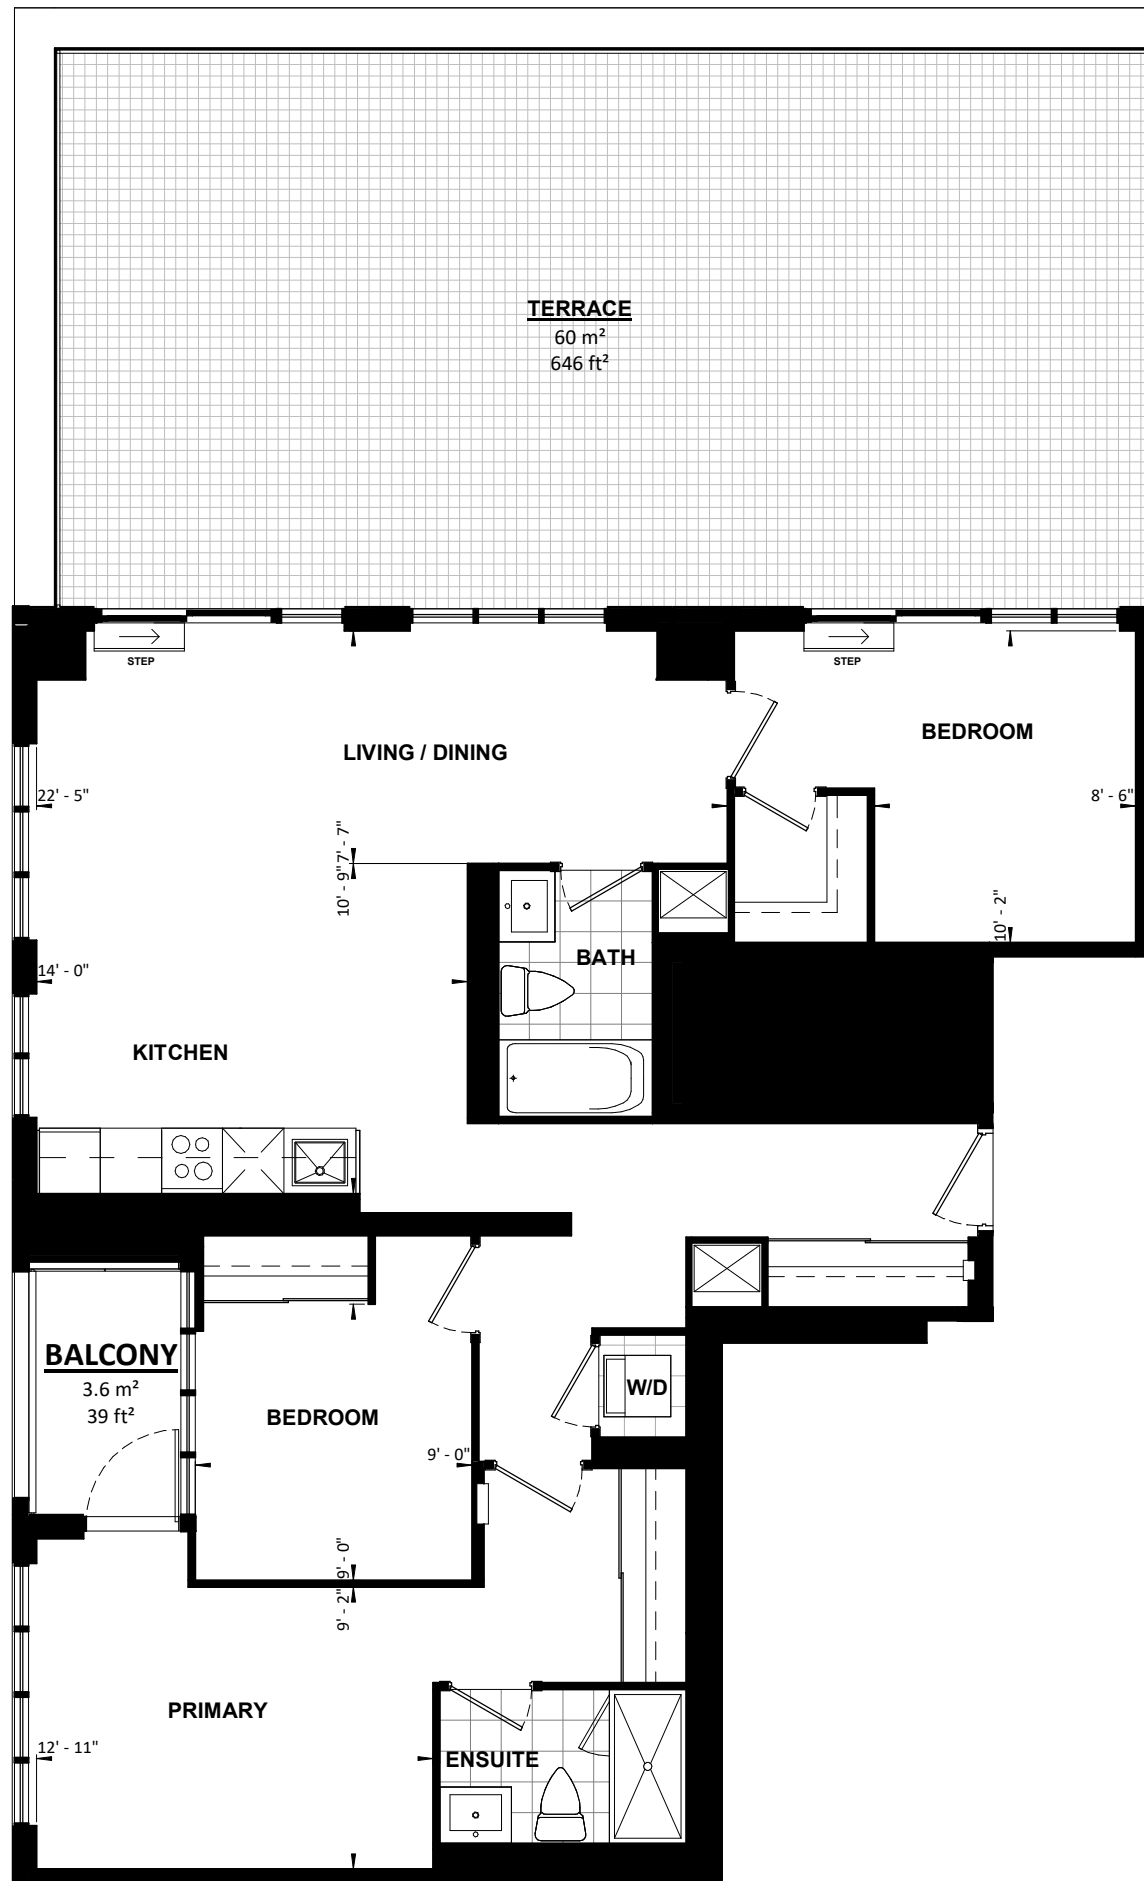 TERRACE
60 m²
646 ft²
STEP
STEP
BEDROOM
LIVING / DINING
22' - 5"
8' - 6"
7' - 7"
10' - 9"
10' - 2"
BATH
14' - 0"
KITCHEN
BALCONY
3.6 m²
39 ft²
W/D
BEDROOM
9' - 0"
9' - 0"
9' - 2"
PRIMARY
12' - 11"
ENSUITE